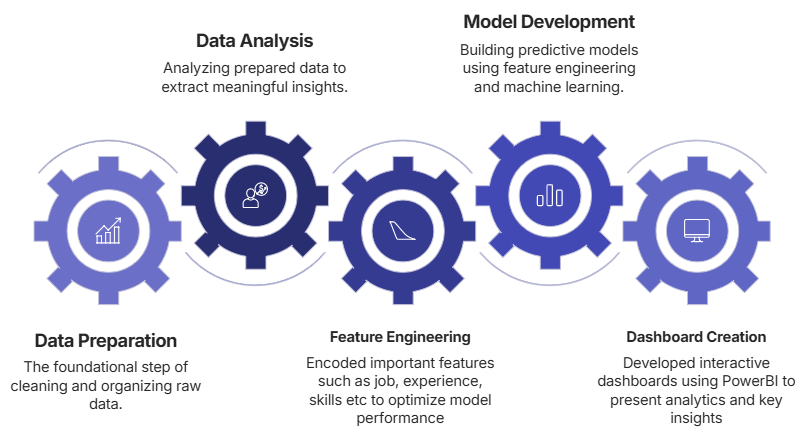 Data Preparation
The foundational step of
cleaning and organizing raw
data.
Data Analysis
Analyzing prepared data to
extract meaningful insights.
Feature Engineering
Encoded important features
such as job, experience,
skills etc to optimize model
performance
Model Development
Building predictive models
using feature engineering
and machine learning.
Dashboard Creation
Developed interactive
dashboards using PowerBI to
present analytics and key
insights